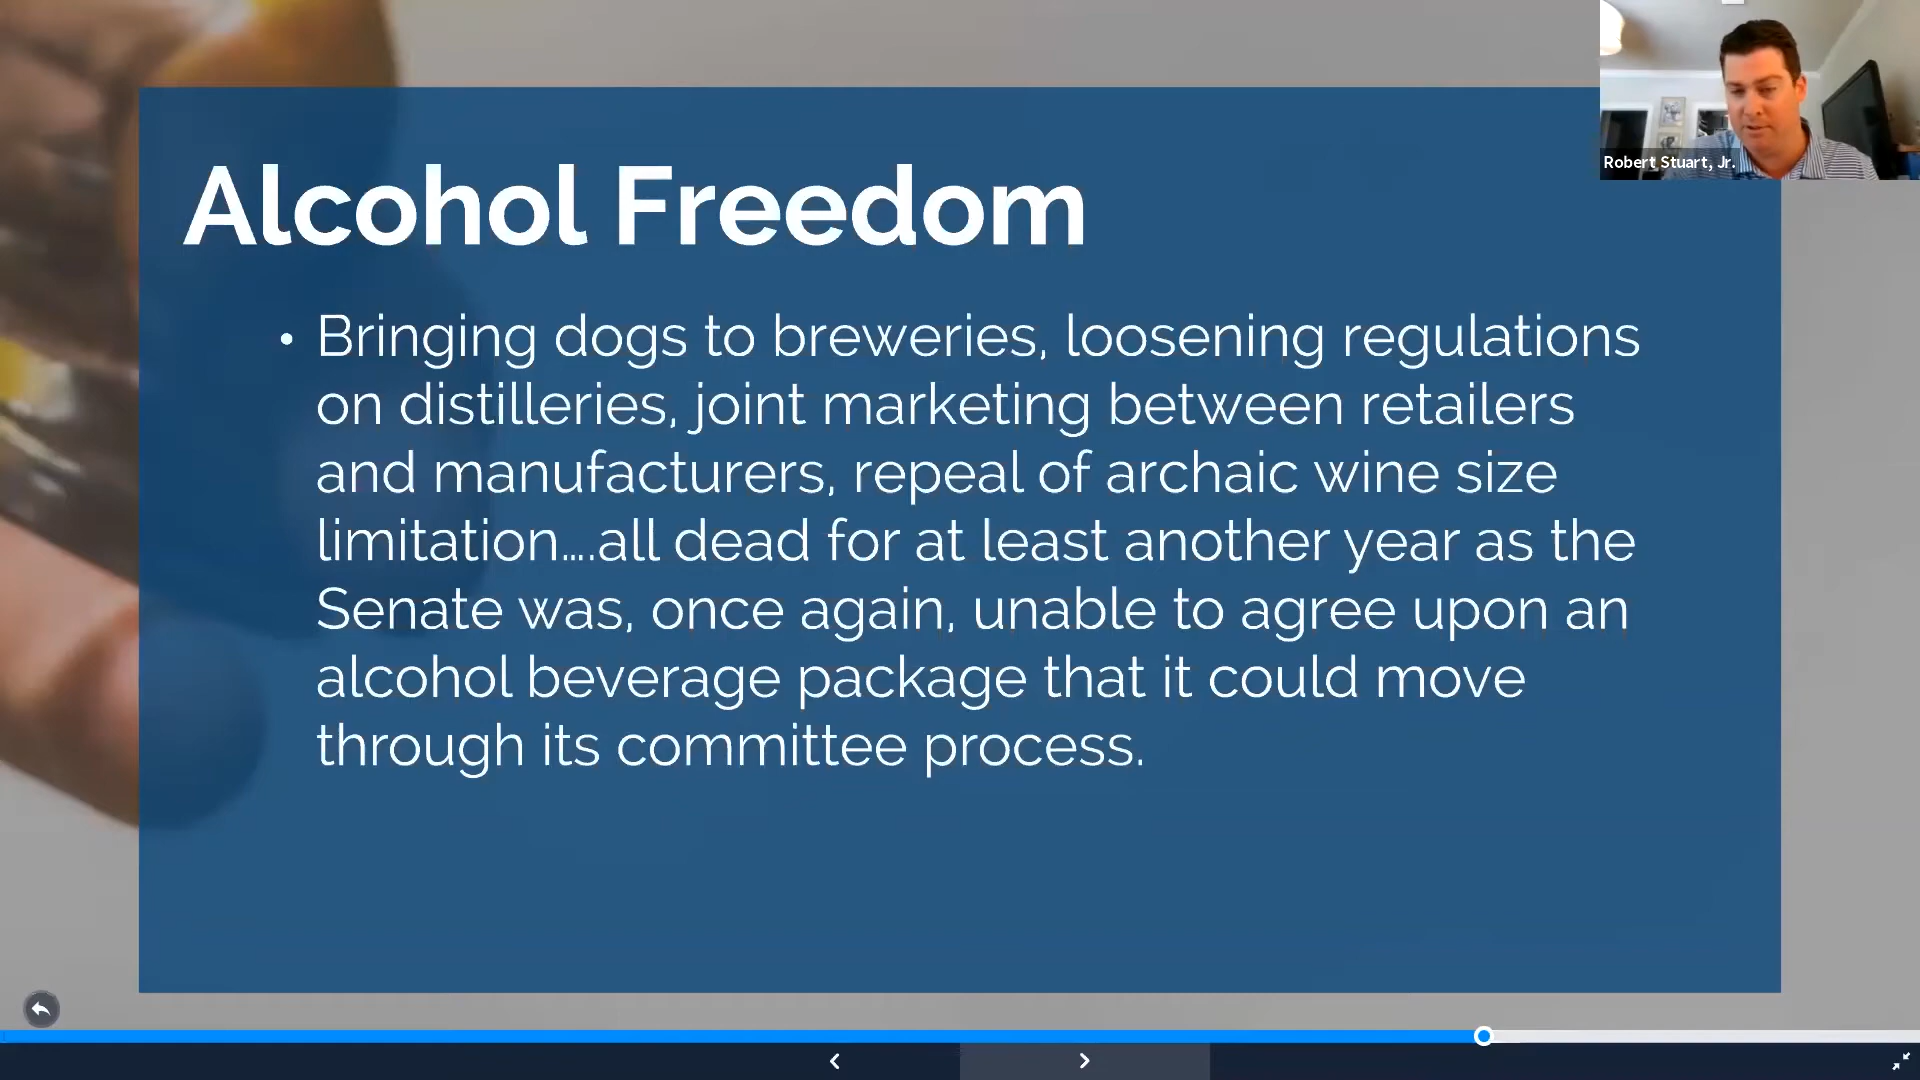 Robert Stuart, Jr.
Alcohol Freedom
• Bringing dogs to breweries, loosening regulations
on distilleries, joint marketing between retailers
and manufacturers, repeal of archaic wine size
limitation....all dead for at least another year as the
Senate was, once again, unable to agree upon an
alcohol beverage package that it could move
through its committee process.